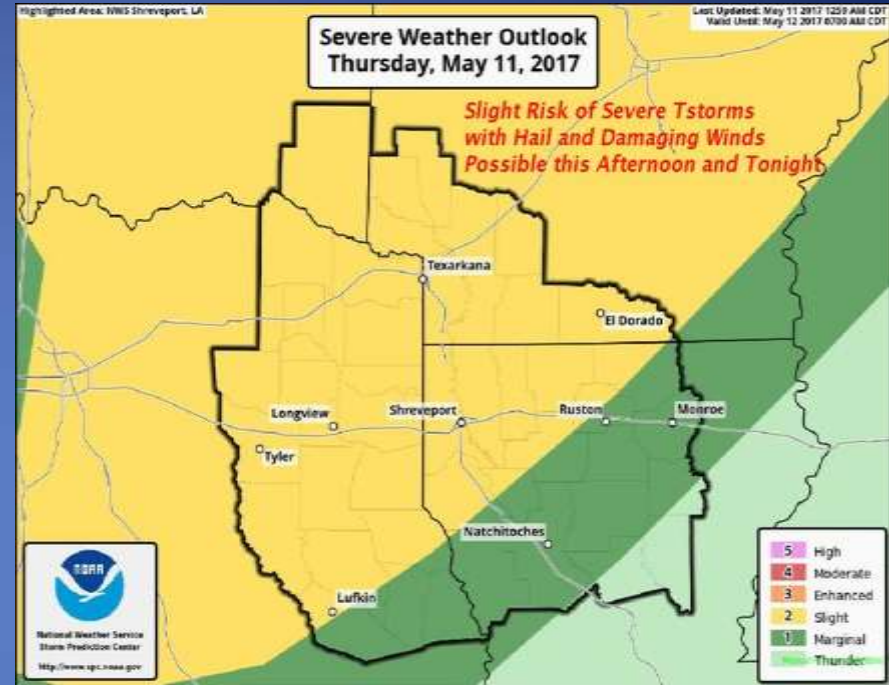 Highlighted Area: NWS Shreveport, LA
Last Updated: May 11 2017 1259 AM CDT
Valid Until: May 12 2017 0700 AM CDT
Severe Weather Outlook
Thursday, May 11, 2017
Slight Risk of Severe Tstorms
with Hail and Damaging Winds
Possible this Afternoon and Tonight
Texarkana
El Dorado
Longview
Shreveport
Ruston
Monroe
Tyler
Natchitoches
Lufkin
NOAA
National Weather Service
Storm Prediction Center
http://www.spc.noaa.gov
5 High
4 Moderate
3 Enhanced
2 Slight
1 Marginal
Thunder